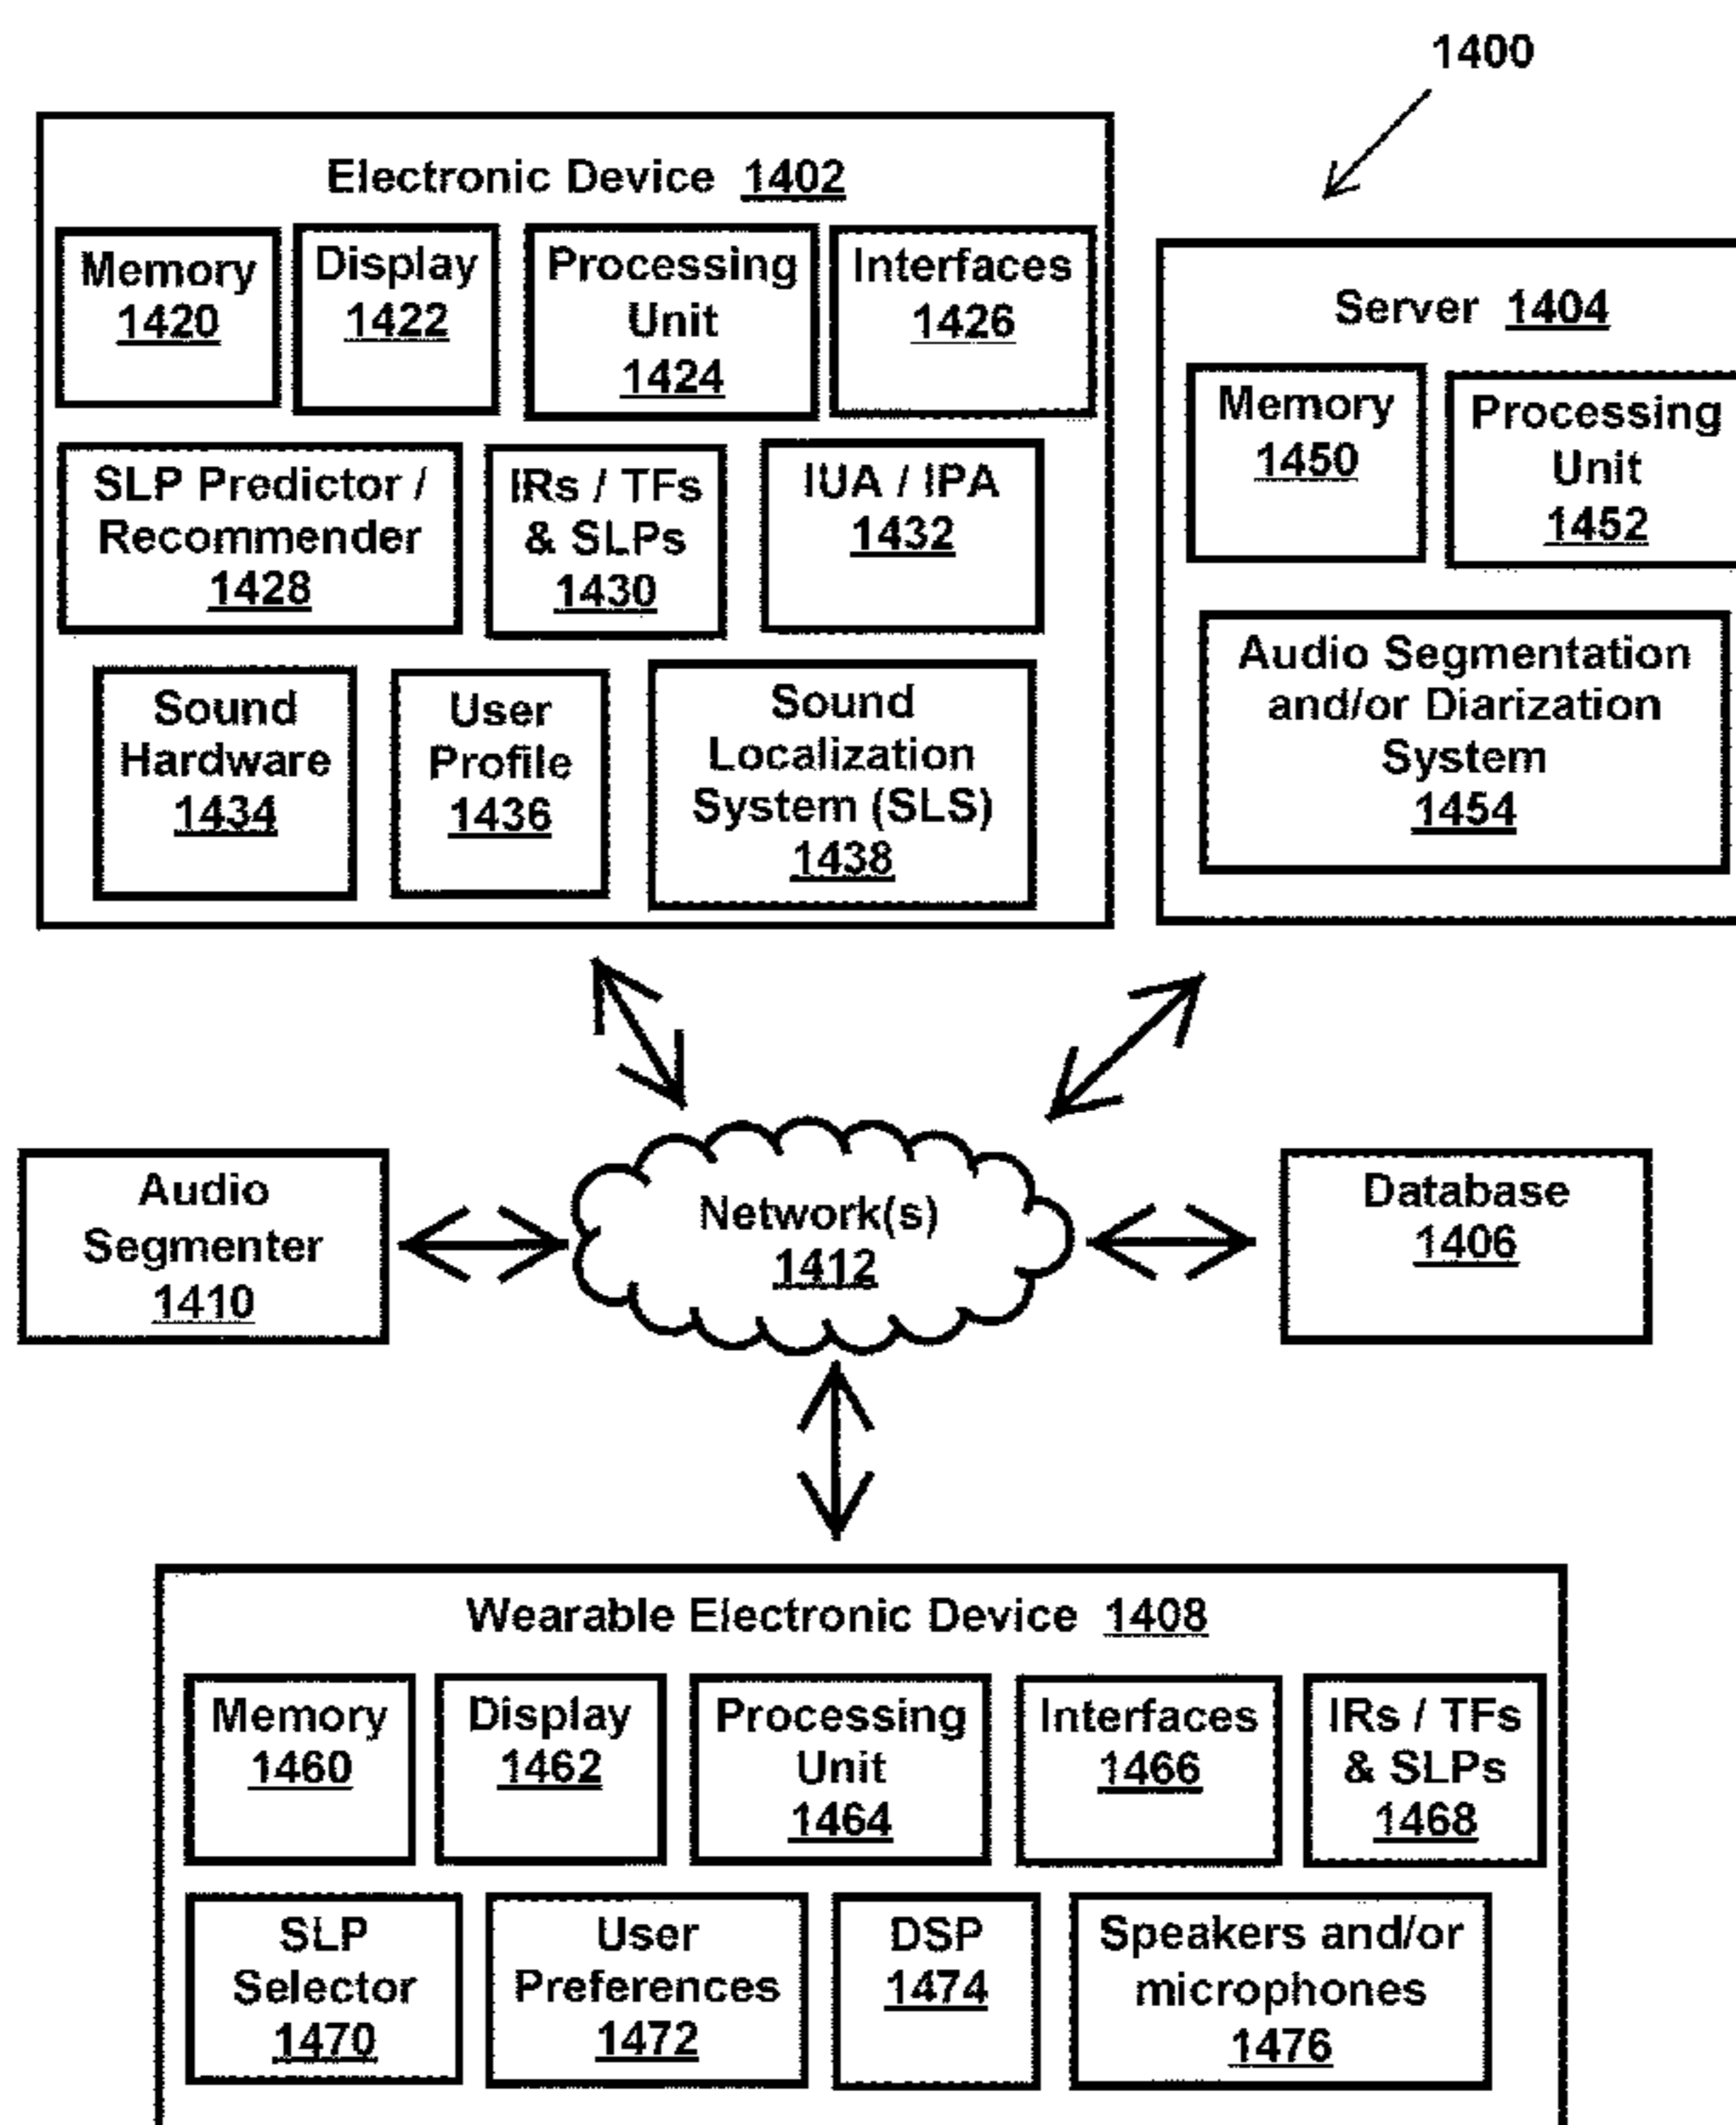 1400
Electronic Device 1402
Memory
1420
Display
1422
Processing
Unit
1424
Interfaces
1426
SLP Predictor /
Recommender
1428
IRs / TFs
& SLPs
1430
IUA / IPA
1432
Sound
Hardware
1434
User
Profile
1436
Sound
Localization
System (SLS)
1438
Server 1404
Memory
1450
Processing
Unit
1452
Audio Segmentation
and/or Diarization
System
1454
Audio
Segmenter
1410
Network(s)
1412
Database
1406
Wearable Electronic Device 1408
Memory
1460
Display
1462
Processing
Unit
1464
Interfaces
1466
IRs / TFs
& SLPs
1468
SLP
Selector
1470
User
Preferences
1472
DSP
1474
Speakers and/or
microphones
1476